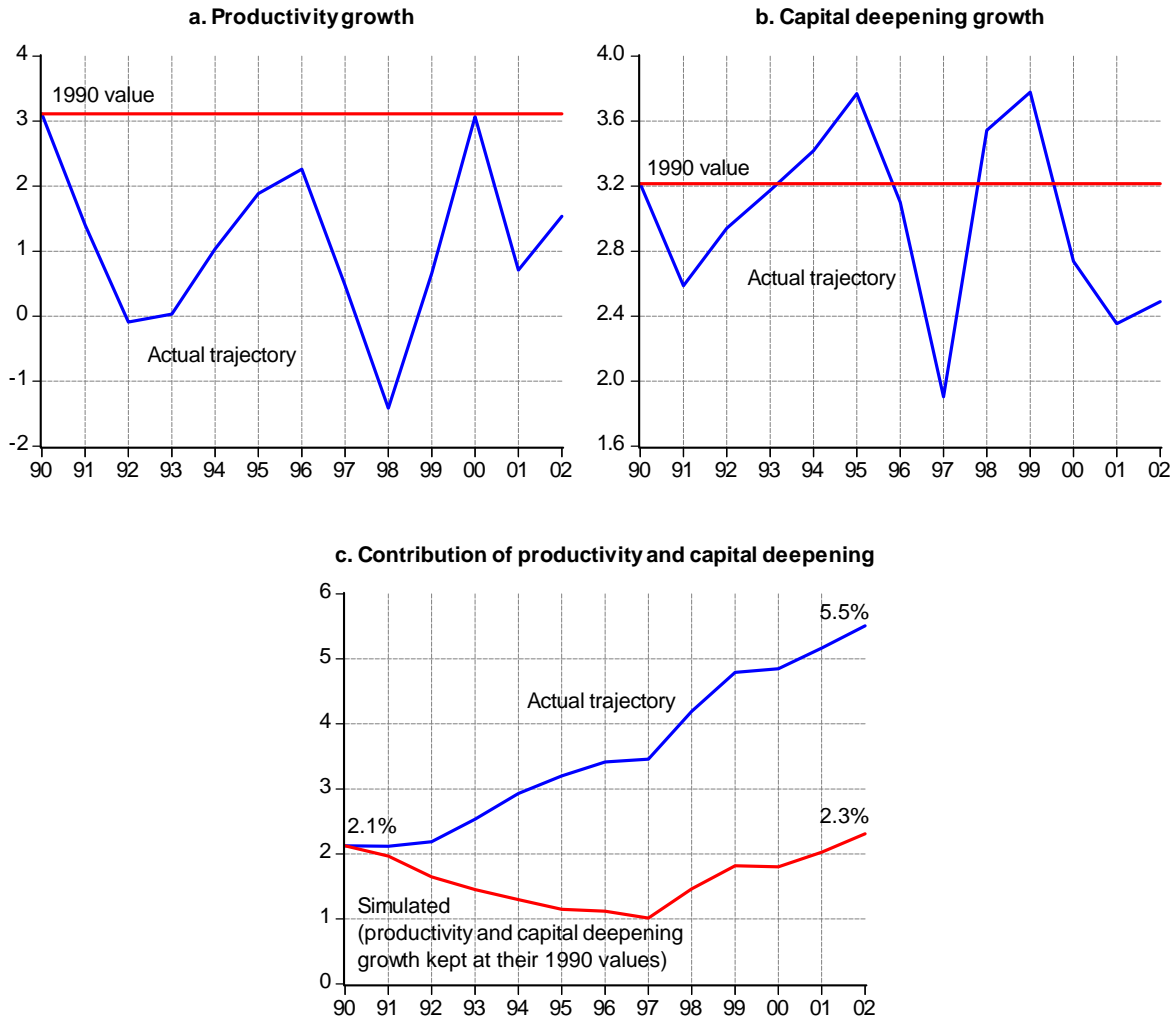 a. Productivity growth
4
3
2
1
0
-1
-2
1990 value
Actual trajectory
90 91 92 93 94 95 96 97 98 99 00 01 02
b. Capital deepening growth
4.0
3.6
3.2
2.8
2.4
2.0
1.6
1990 value
Actual trajectory
90 91 92 93 94 95 96 97 98 99 00 01 02
c. Contribution of productivity and capital deepening
6
5
4
3
2
1
0
5.5%
Actual trajectory
2.1%
2.3%
Simulated
(productivity and capital deepening
growth kept at their 1990 values)
90 91 92 93 94 95 96 97 98 99 00 01 02